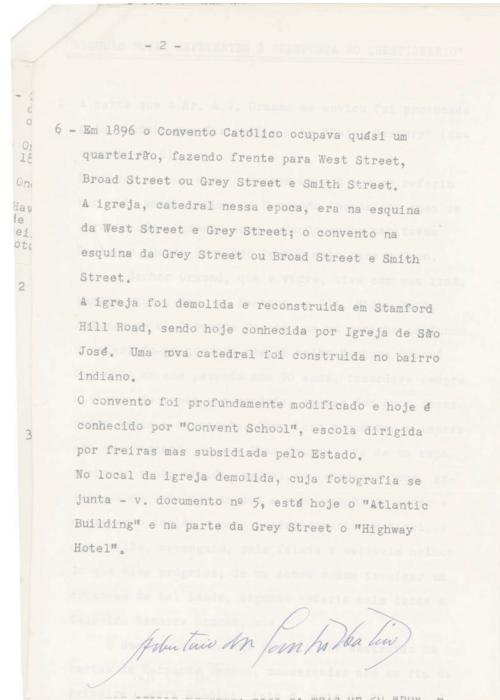 - 2 -
6 - Em 1896 o Convento Católico ocupava quási um
quarteirão, fazendo frente para West Street,
Broad Street ou Grey Street e Smith Street.
A igreja, catedral nessa epoca, era na esquina
da West Street e Grey Street; o convento na
esquina da Grey Street ou Broad Street e Smith
Street.
A igreja foi demolida e reconstruida em Stamford
Hill Road, sendo hoje conhecida por Igreja de São
José. Uma nova catedral foi construida no bairro
indiano.
O convento foi profundamente modificado e hoje é
conhecido por "Convent School", escola dirigida
por freiras mas subsidiada pelo Estado.
No local da igreja demolida, cuja fotografia se
junta - v. documento nº 5, está hoje o "Atlantic
Building" e na parte da Grey Street o "Highway
Hotel".
2
3